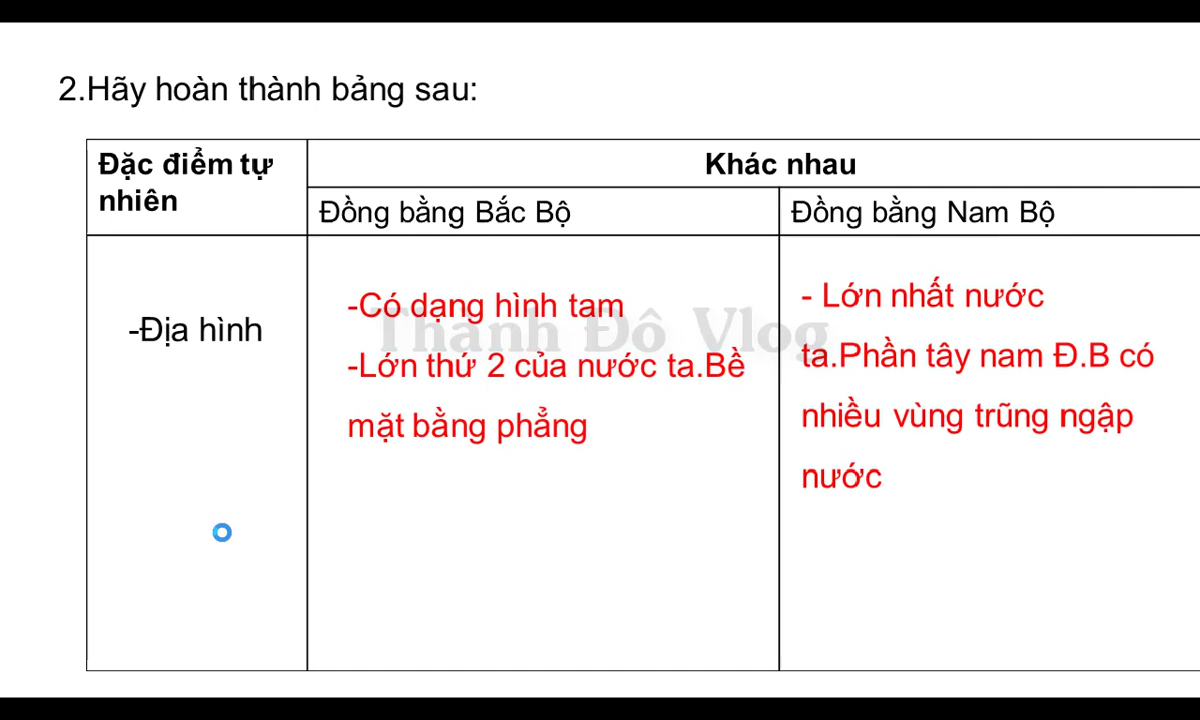 2.Hãy hoàn thành bảng sau:
Đặc điểm tự
nhiên
Khác nhau
Đồng bằng Bắc Bộ
Đồng bằng Nam Bộ
-Địa hình
-Có dạng hình tam
-Lớn thứ 2 của nước ta.Bề
mặt bằng phẳng
- Lớn nhất nước
ta.Phần tây nam Đ.B có
nhiều vùng trũng ngập
nước
Thanh Đô Vlog